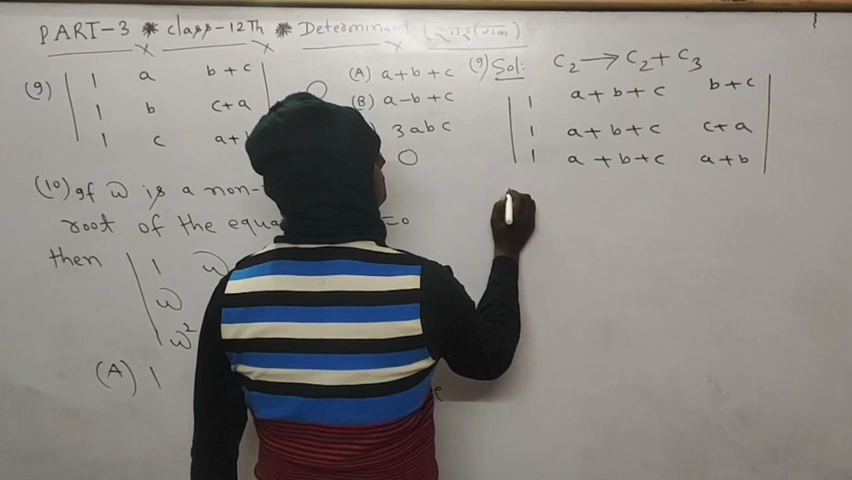 PART-3 * class-12Th * Determinant
(9) | 1 a b+c |
| 1 b c+a
| 1 c a+
(A) a+b+c
(B) a-b+c
3abc
0
(10) If ω is a non-
root of the equa =0
then | 1 ω
| ω
| ω²
(A) 1
(9) Sol: C₂ → C₂ + C₃
| 1 a+b+c b+c |
| 1 a+b+c c+a |
| 1 a+b+c a+b |